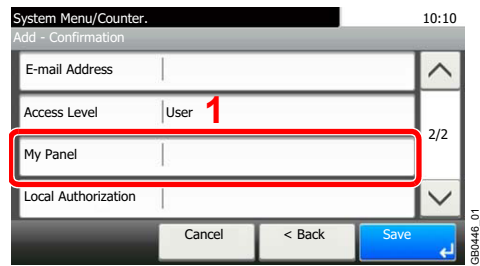 System Menu/Counter. 10:10
Add - Confirmation
E-mail Address
Access Level User 1
2/2
My Panel
Local Authorization
Cancel < Back Save
GB0446_01